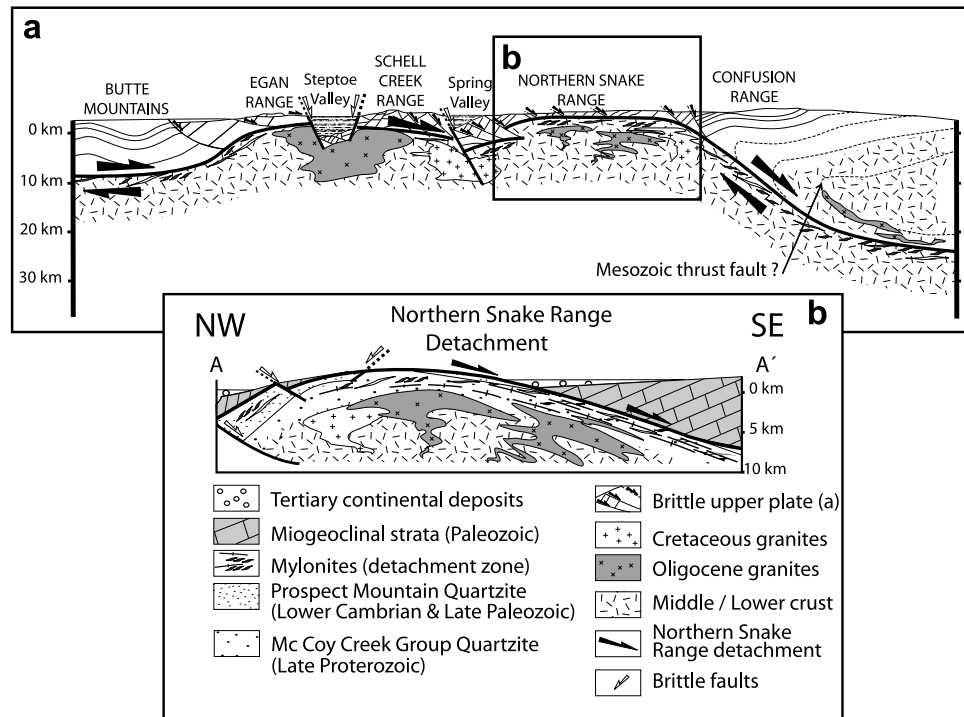 a
BUTTE
MOUNTAINS
EGAN
RANGE
Steptoe
Valley
SCHELL
CREEK
RANGE
Spring
Valley
b
NORTHERN SNAKE
RANGE
CONFUSION
RANGE
0 km
10 km
20 km
30 km
Mesozoic thrust fault ?
b
NW
Northern Snake Range
Detachment
SE
A
A´
0 km
5 km
10 km
Tertiary continental deposits
Miogeoclinal strata (Paleozoic)
Mylonites (detachment zone)
Prospect Mountain Quartzite
(Lower Cambrian & Late Paleozoic)
Mc Coy Creek Group Quartzite
(Late Proterozoic)
Brittle upper plate (a)
Cretaceous granites
Oligocene granites
Middle / Lower crust
Northern Snake
Range detachment
Brittle faults